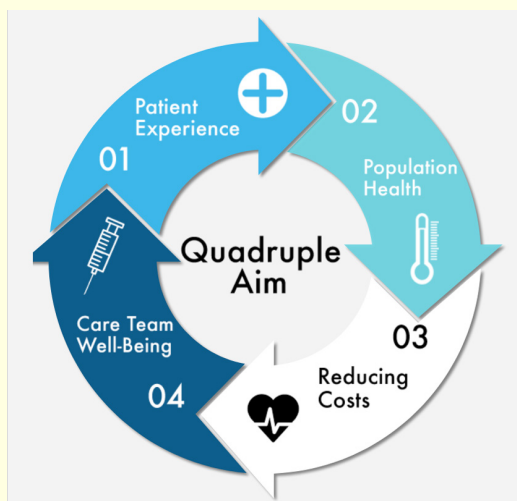 Quadruple
Aim
01
Patient
Experience
02
Population
Health
03
Reducing
Costs
04
Care Team
Well-Being